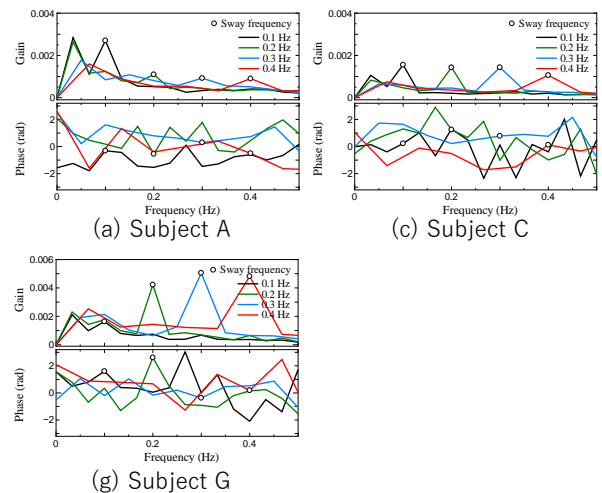 0.004
0.002
0
Gain
Sway frequency
0.1 Hz
0.2 Hz
0.3 Hz
0.4 Hz
2
0
−2
Phase (rad)
0
0.2
0.4
Frequency (Hz)
(a) Subject A
0.004
0.002
0
Gain
Sway frequency
0.1 Hz
0.2 Hz
0.3 Hz
0.4 Hz
2
0
−2
Phase (rad)
0
0.2
0.4
Frequency (Hz)
(c) Subject C
0.006
0.004
0.002
0
Gain
Sway frequency
0.1 Hz
0.2 Hz
0.3 Hz
0.4 Hz
2
0
−2
Phase (rad)
0
0.2
0.4
Frequency (Hz)
(g) Subject G